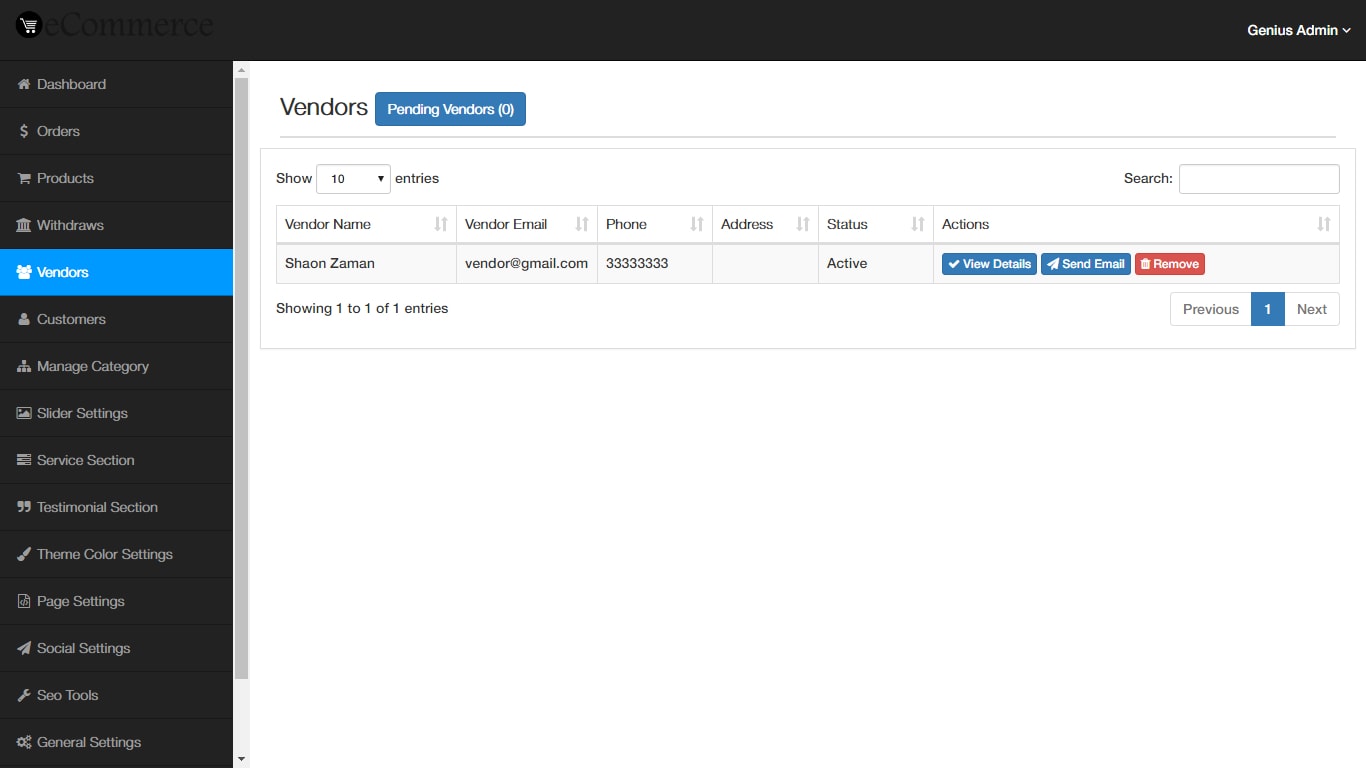 eCommerce
Genius Admin
Dashboard
Orders
Products
Withdraws
Vendors
Customers
Manage Category
Slider Settings
Service Section
Testimonial Section
Theme Color Settings
Page Settings
Social Settings
Seo Tools
General Settings
Vendors Pending Vendors (0)
Show 10 entries Search:
Vendor Name Vendor Email Phone Address Status Actions
Shaon Zaman vendor@gmail.com 33333333 Active View Details Send Email Remove
Showing 1 to 1 of 1 entries Previous 1 Next